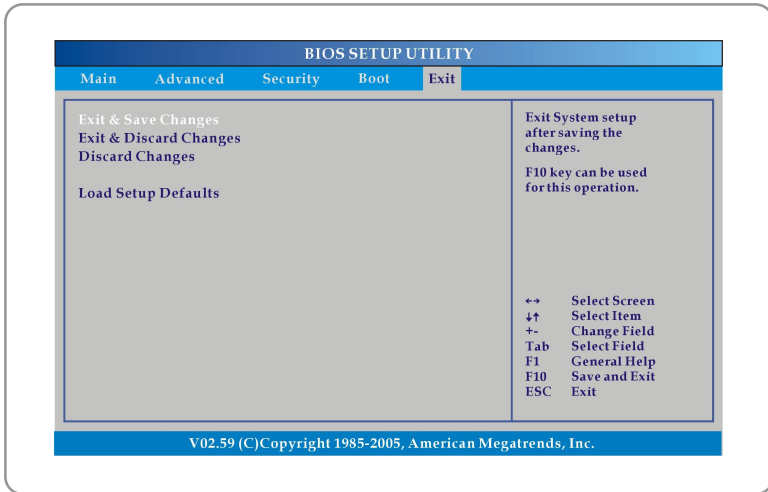 BIOS SETUP UTILITY
Main Advanced Security Boot Exit
Exit & Save Changes
Exit & Discard Changes
Discard Changes
Load Setup Defaults
Exit System setup
after saving the
changes.
F10 key can be used
for this operation.
←→ Select Screen
↓↑ Select Item
+- Change Field
Tab Select Field
F1 General Help
F10 Save and Exit
ESC Exit
V02.59 (C)Copyright 1985-2005, American Megatrends, Inc.